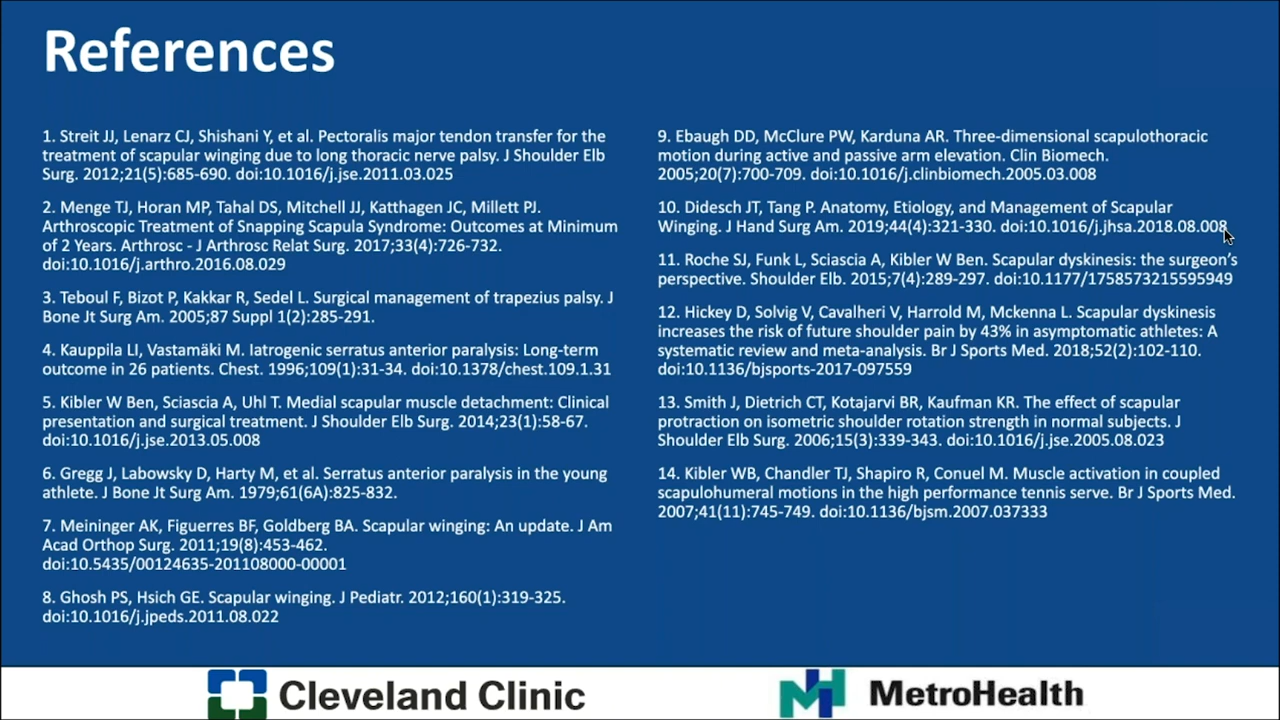 References
1. Streit JJ, Lenarz CJ, Shishani Y, et al. Pectoralis major tendon transfer for the
treatment of scapular winging due to long thoracic nerve palsy. J Shoulder Elb
Surg. 2012;21(5):685-690. doi:10.1016/j.jse.2011.03.025
2. Menge TJ, Horan MP, Tahal DS, Mitchell JJ, Katthagen JC, Millett PJ.
Arthroscopic Treatment of Snapping Scapula Syndrome: Outcomes at Minimum
of 2 Years. Arthrosc - J Arthrosc Relat Surg. 2017;33(4):726-732.
doi:10.1016/j.arthro.2016.08.029
3. Teboul F, Bizot P, Kakkar R, Sedel L. Surgical management of trapezius palsy. J
Bone Jt Surg Am. 2005;87 Suppl 1(2):285-291.
4. Kauppila LI, Vastamäki M. Iatrogenic serratus anterior paralysis: Long-term
outcome in 26 patients. Chest. 1996;109(1):31-34. doi:10.1378/chest.109.1.31
5. Kibler W Ben, Sciascia A, Uhl T. Medial scapular muscle detachment: Clinical
presentation and surgical treatment. J Shoulder Elb Surg. 2014;23(1):58-67.
doi:10.1016/j.jse.2013.05.008
6. Gregg J, Labowsky D, Harty M, et al. Serratus anterior paralysis in the young
athlete. J Bone Jt Surg Am. 1979;61(6A):825-832.
7. Meininger AK, Figuerres BF, Goldberg BA. Scapular winging: An update. J Am
Acad Orthop Surg. 2011;19(8):453-462.
doi:10.5435/00124635-201108000-00001
8. Ghosh PS, Hsich GE. Scapular winging. J Pediatr. 2012;160(1):319-325.
doi:10.1016/j.jpeds.2011.08.022
9. Ebaugh DD, McClure PW, Karduna AR. Three-dimensional scapulothoracic
motion during active and passive arm elevation. Clin Biomech.
2005;20(7):700-709. doi:10.1016/j.clinbiomech.2005.03.008
10. Didesch JT, Tang P. Anatomy, Etiology, and Management of Scapular
Winging. J Hand Surg Am. 2019;44(4):321-330. doi:10.1016/j.jhsa.2018.08.008
11. Roche SJ, Funk L, Sciascia A, Kibler W Ben. Scapular dyskinesis: the surgeon's
perspective. Shoulder Elb. 2015;7(4):289-297. doi:10.1177/1758573215595949
12. Hickey D, Solvig V, Cavalheri V, Harrold M, Mckenna L. Scapular dyskinesis
increases the risk of future shoulder pain by 43% in asymptomatic athletes: A
systematic review and meta-analysis. Br J Sports Med. 2018;52(2):102-110.
doi:10.1136/bjsports-2017-097559
13. Smith J, Dietrich CT, Kotajarvi BR, Kaufman KR. The effect of scapular
protraction on isometric shoulder rotation strength in normal subjects. J
Shoulder Elb Surg. 2006;15(3):339-343. doi:10.1016/j.jse.2005.08.023
14. Kibler WB, Chandler TJ, Shapiro R, Conuel M. Muscle activation in coupled
scapulohumeral motions in the high performance tennis serve. Br J Sports Med.
2007;41(11):745-749. doi:10.1136/bjsm.2007.037333
Cleveland Clinic
MetroHealth